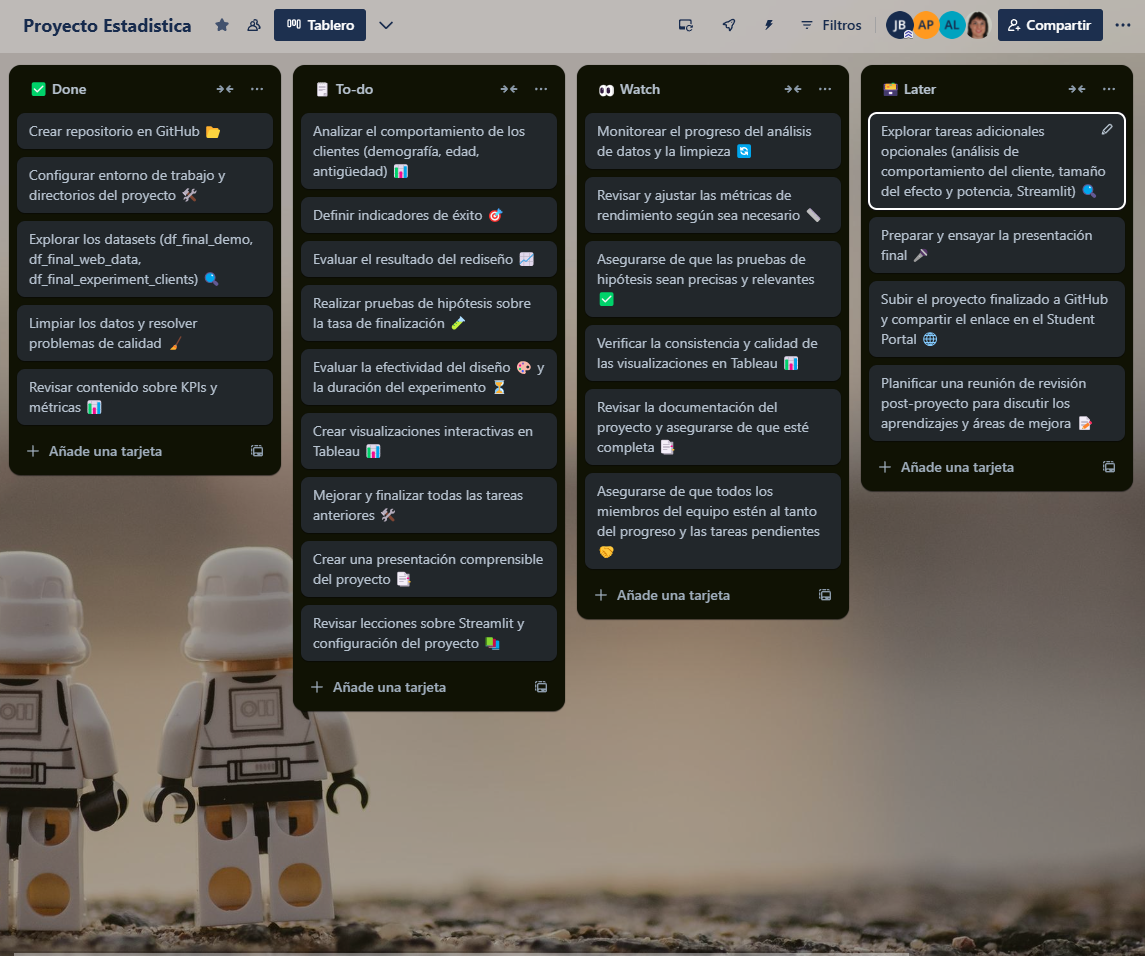 Proyecto Estadistica
Tablero
Filtros
JB
AP
AL
Compartir
Done
Crear repositorio en GitHub 📂
Configurar entorno de trabajo y
directorios del proyecto 🛠️
Explorar los datasets (df_final_demo,
df_final_web_data,
df_final_experiment_clients) 🔍
Limpiar los datos y resolver
problemas de calidad 🧹
Revisar contenido sobre KPIs y
métricas 📊
Añade una tarjeta
To-do
Analizar el comportamiento de los
clientes (demografía, edad,
antigüedad) 📊
Definir indicadores de éxito 🎯
Evaluar el resultado del rediseño 📈
Realizar pruebas de hipótesis sobre
la tasa de finalización 🧪
Evaluar la efectividad del diseño 🎨 y
la duración del experimento ⏳
Crear visualizaciones interactivas en
Tableau 📊
Mejorar y finalizar todas las tareas
anteriores 🛠️
Crear una presentación comprensible
del proyecto 📑
Revisar lecciones sobre Streamlit y
configuración del proyecto 📚
Añade una tarjeta
Watch
Monitorear el progreso del análisis
de datos y la limpieza 🔄
Revisar y ajustar las métricas de
rendimiento según sea necesario 📏
Asegurarse de que las pruebas de
hipótesis sean precisas y relevantes
✅
Verificar la consistencia y calidad de
las visualizaciones en Tableau 📊
Revisar la documentación del
proyecto y asegurarse de que esté
completa 📑
Asegurarse de que todos los
miembros del equipo estén al tanto
del progreso y las tareas pendientes
🤝
Añade una tarjeta
Later
Explorar tareas adicionales
opcionales (análisis de
comportamiento del cliente, tamaño
del efecto y potencia, Streamlit) 🔍
Preparar y ensayar la presentación
final 🎤
Subir el proyecto finalizado a GitHub
y compartir el enlace en el Student
Portal 🌐
Planificar una reunión de revisión
post-proyecto para discutir los
aprendizajes y áreas de mejora 📝
Añade una tarjeta